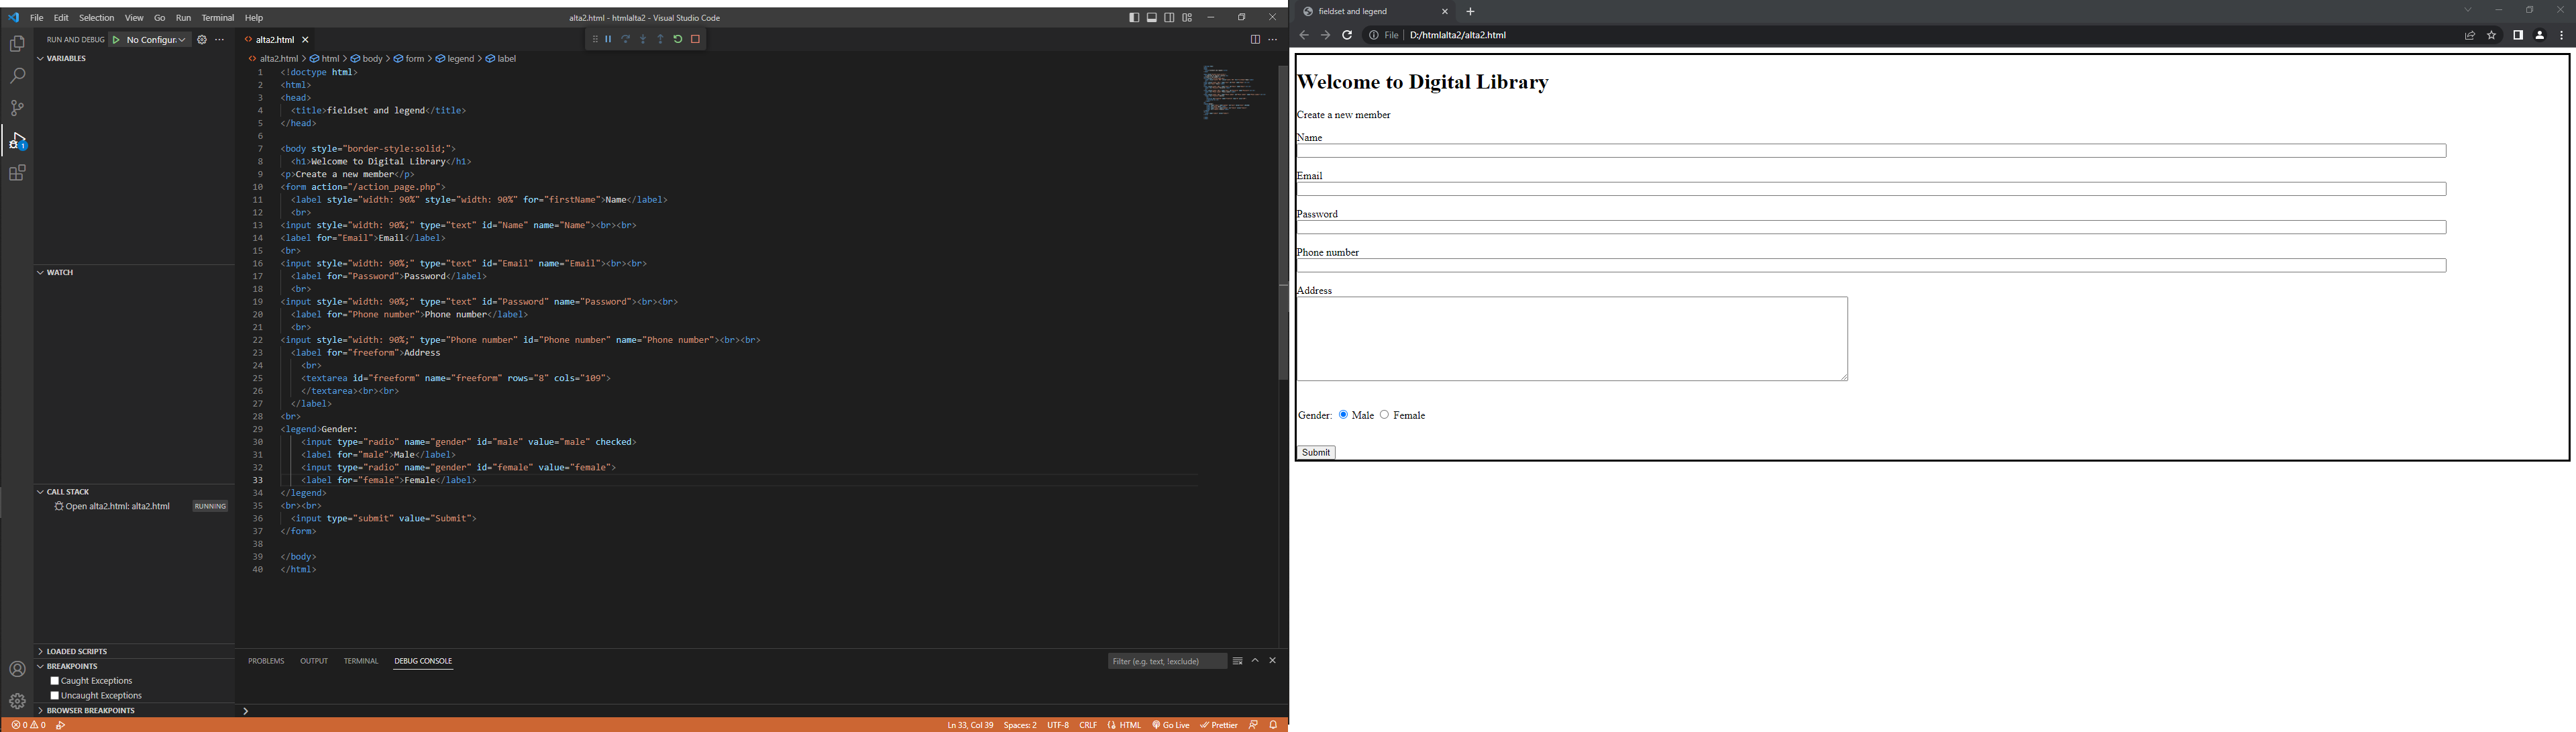 File Edit Selection View Go Run Terminal Help
alta2.html - htmlalta2 - Visual Studio Code
RUN AND DEBUG No Configur
VARIABLES
WATCH
CALL STACK
Open alta2.html: alta2.html RUNNING
LOADED SCRIPTS
BREAKPOINTS
Caught Exceptions
Uncaught Exceptions
BROWSER BREAKPOINTS
1
alta2.html
alta2.html > html > body > form > legend > label
1 <!doctype html>
2 <html>
3 <head>
4 <title>fieldset and legend</title>
5 </head>
6
7 <body style="border-style:solid;">
8 <h1>Welcome to Digital Library</h1>
9 <p>Create a new member</p>
10 <form action="/action_page.php">
11 <label style="width: 90%" style="width: 90%" for="firstName">Name</label>
12 <br>
13 <input style="width: 90%;" type="text" id="Name" name="Name"><br><br>
14 <label for="Email">Email</label>
15 <br>
16 <input style="width: 90%;" type="text" id="Email" name="Email"><br><br>
17 <label for="Password">Password</label>
18 <br>
19 <input style="width: 90%;" type="text" id="Password" name="Password"><br><br>
20 <label for="Phone number">Phone number</label>
21 <br>
22 <input style="width: 90%;" type="Phone number" id="Phone number" name="Phone number"><br><br>
23 <label for="freeform">Address
24 <br>
25 <textarea id="freeform" name="freeform" rows="8" cols="109">
26 </textarea><br><br>
27 </label>
28 <br>
29 <legend>Gender:
30 <input type="radio" name="gender" id="male" value="male" checked>
31 <label for="male">Male</label>
32 <input type="radio" name="gender" id="female" value="female">
33 <label for="female">Female</label>
34 </legend>
35 <br><br>
36 <input type="submit" value="Submit">
37 </form>
38
39 </body>
40 </html>
PROBLEMS OUTPUT TERMINAL DEBUG CONSOLE
Filter (e.g. text, !exclude)
0 0
Ln 33, Col 39 Spaces: 2 UTF-8 CRLF HTML Go Live Prettier
fieldset and legend
File D:/htmlalta2/alta2.html
Welcome to Digital Library
Create a new member
Name
Email
Password
Phone number
Address
Gender: Male Female
Submit